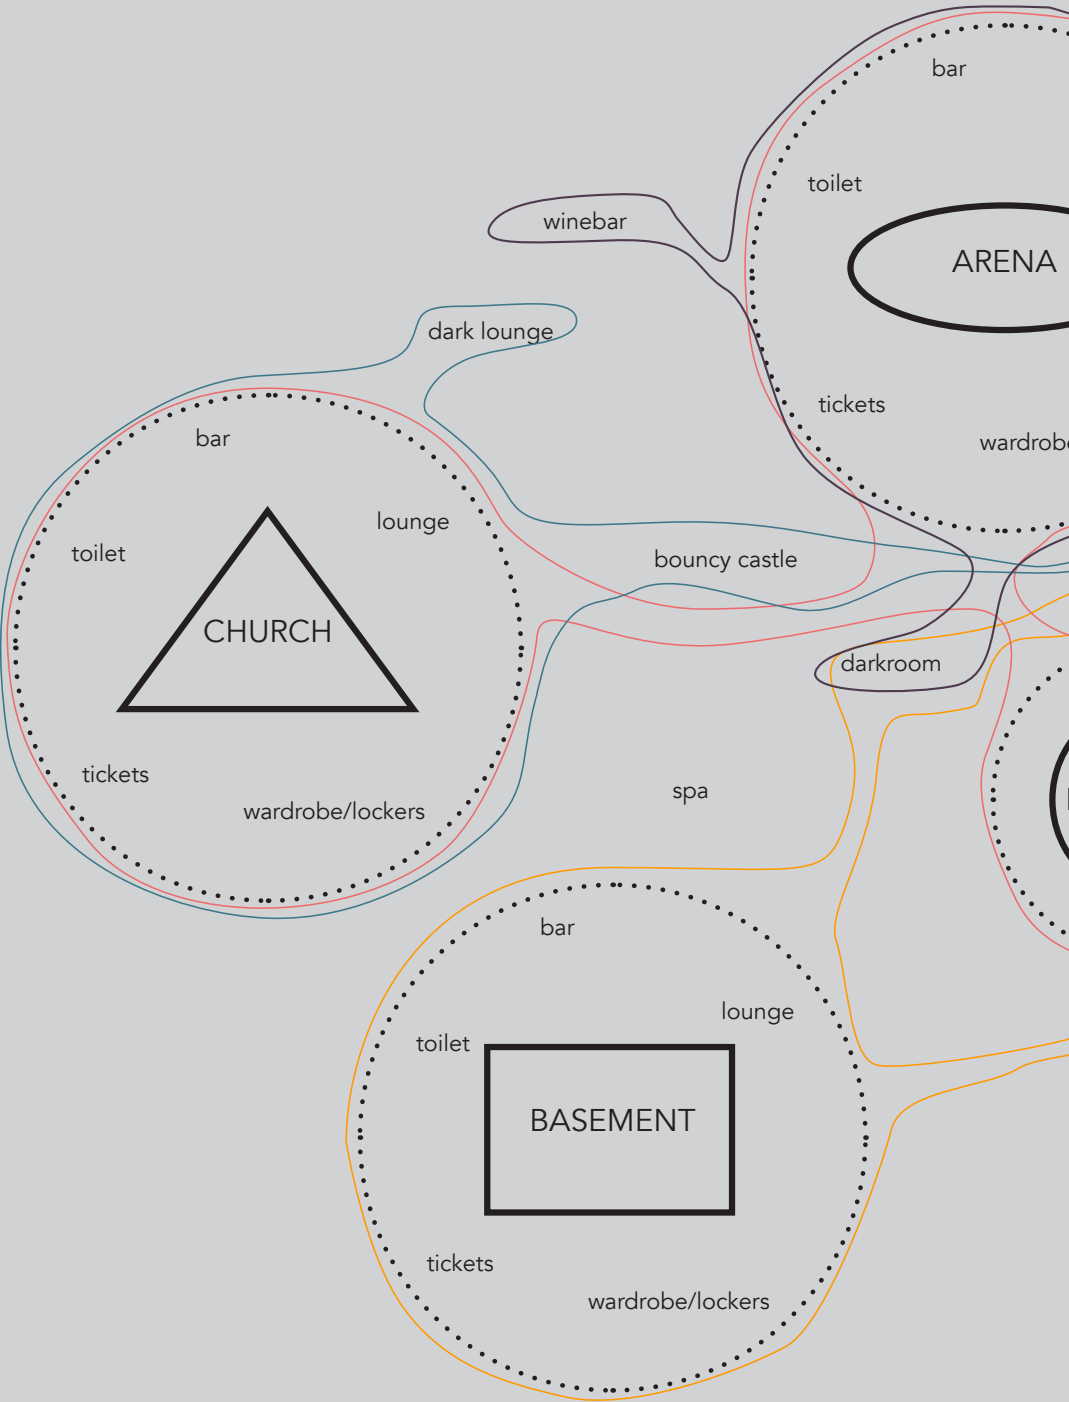 bar
toilet
winebar
ARENA
dark lounge
tickets
wardrobe
bar
lounge
toilet
bouncy castle
CHURCH
darkroom
tickets
spa
wardrobe/lockers
bar
lounge
toilet
BASEMENT
tickets
wardrobe/lockers